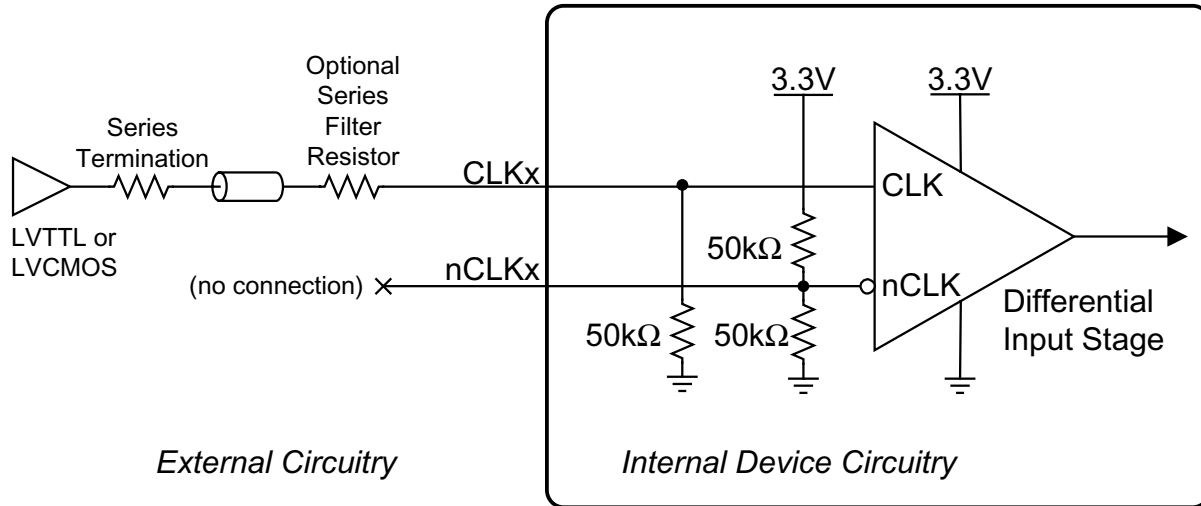 Optional
Series
Filter
Resistor
Series
Termination
LVTTL or
LVCMOS
CLKx
nCLKx
(no connection)
3.3V
3.3V
CLK
50kΩ
nCLK
50kΩ
50kΩ
Differential
Input Stage
External Circuitry
Internal Device Circuitry